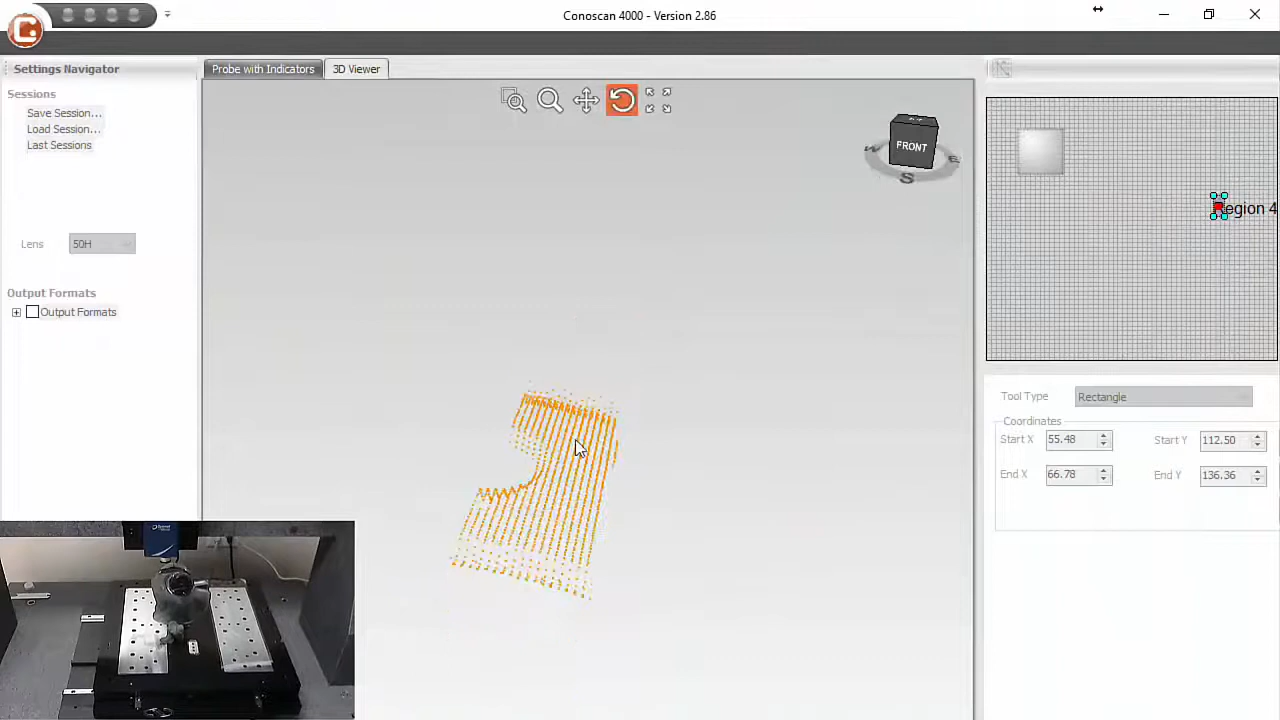 Conoscan 4000 - Version 2.86
Settings Navigator
Probe with Indicators
3D Viewer
Sessions
Save Session...
Load Session...
Last Sessions
FRONT
S
Region 4
Lens
50H
Output Formats
Output Formats
Tool Type
Rectangle
Coordinates
Start X
55.48
Start Y
112.50
End X
66.78
End Y
136.36